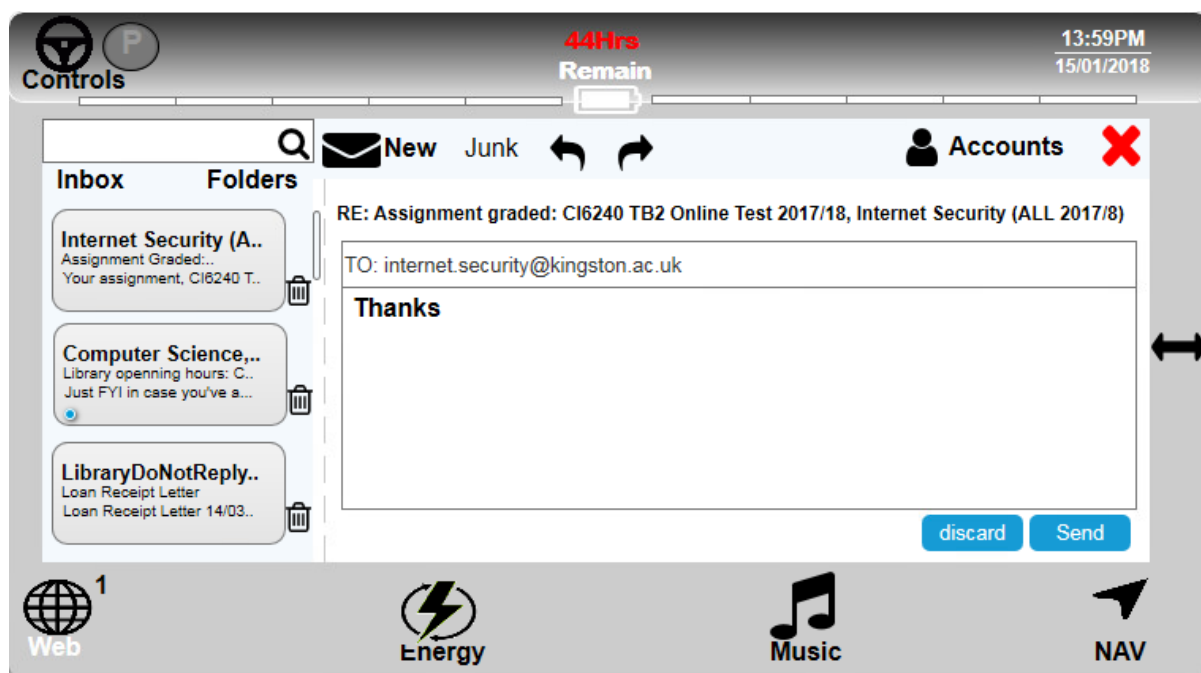 P
Controls
44Hrs
Remain
13:59PM
15/01/2018
New Junk
Accounts
Inbox Folders
Internet Security (A..
Assignment Graded:..
Your assignment, CI6240 T..
Computer Science,..
Library openning hours: C..
Just FYI in case you've a...
LibraryDoNotReply..
Loan Receipt Letter
Loan Receipt Letter 14/03..
RE: Assignment graded: CI6240 TB2 Online Test 2017/18, Internet Security (ALL 2017/8)
TO: internet.security@kingston.ac.uk
Thanks
discard Send
1
Web
Energy
Music
NAV